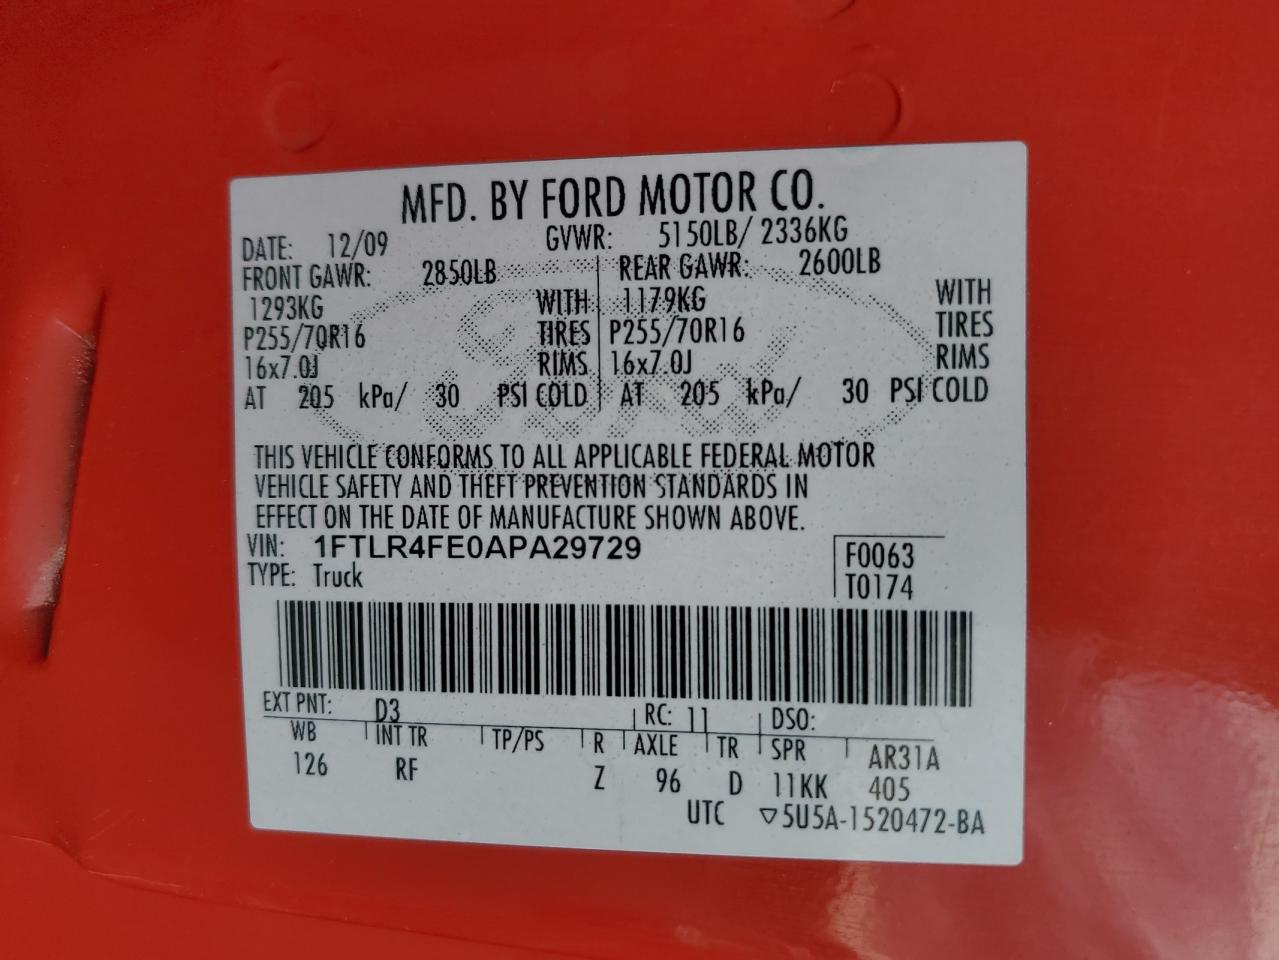 MFD. BY FORD MOTOR CO.
DATE: 12/09 GVWR: 5150LB/ 2336KG
FRONT GAWR: 2850LB REAR GAWR: 2600LB
1293KG WITH 1179KG WITH
P255/70R16 TIRES P255/70R16 TIRES
16x7.0J RIMS 16x7.0J RIMS
AT 205 kPa/ 30 PSI COLD AT 205 kPa/ 30 PSI COLD
THIS VEHICLE CONFORMS TO ALL APPLICABLE FEDERAL MOTOR
VEHICLE SAFETY AND THEFT PREVENTION STANDARDS IN
EFFECT ON THE DATE OF MANUFACTURE SHOWN ABOVE.
VIN: 1FTLR4FE0APA29729 F0063
TYPE: Truck T0174
EXT PNT: D3 RC: 11 DSO:
WB INT TR TP/PS R AXLE TR SPR AR31A
126 RF Z 96 D 11KK 405
UTC ▽5U5A-1520472-BA